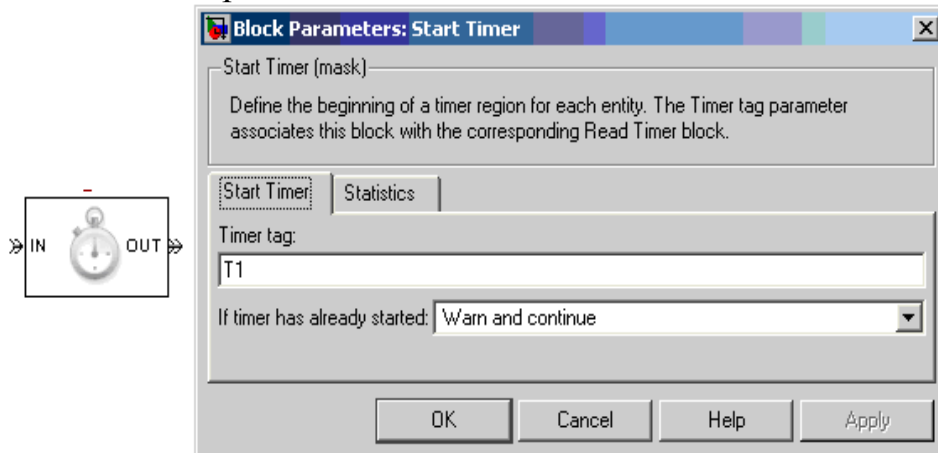 Block Parameters: Start Timer
Start Timer (mask)
Define the beginning of a timer region for each entity. The Timer tag parameter
associates this block with the corresponding Read Timer block.
Start Timer Statistics
IN OUT
Timer tag:
T1
If timer has already started: Warn and continue
OK Cancel Help Apply